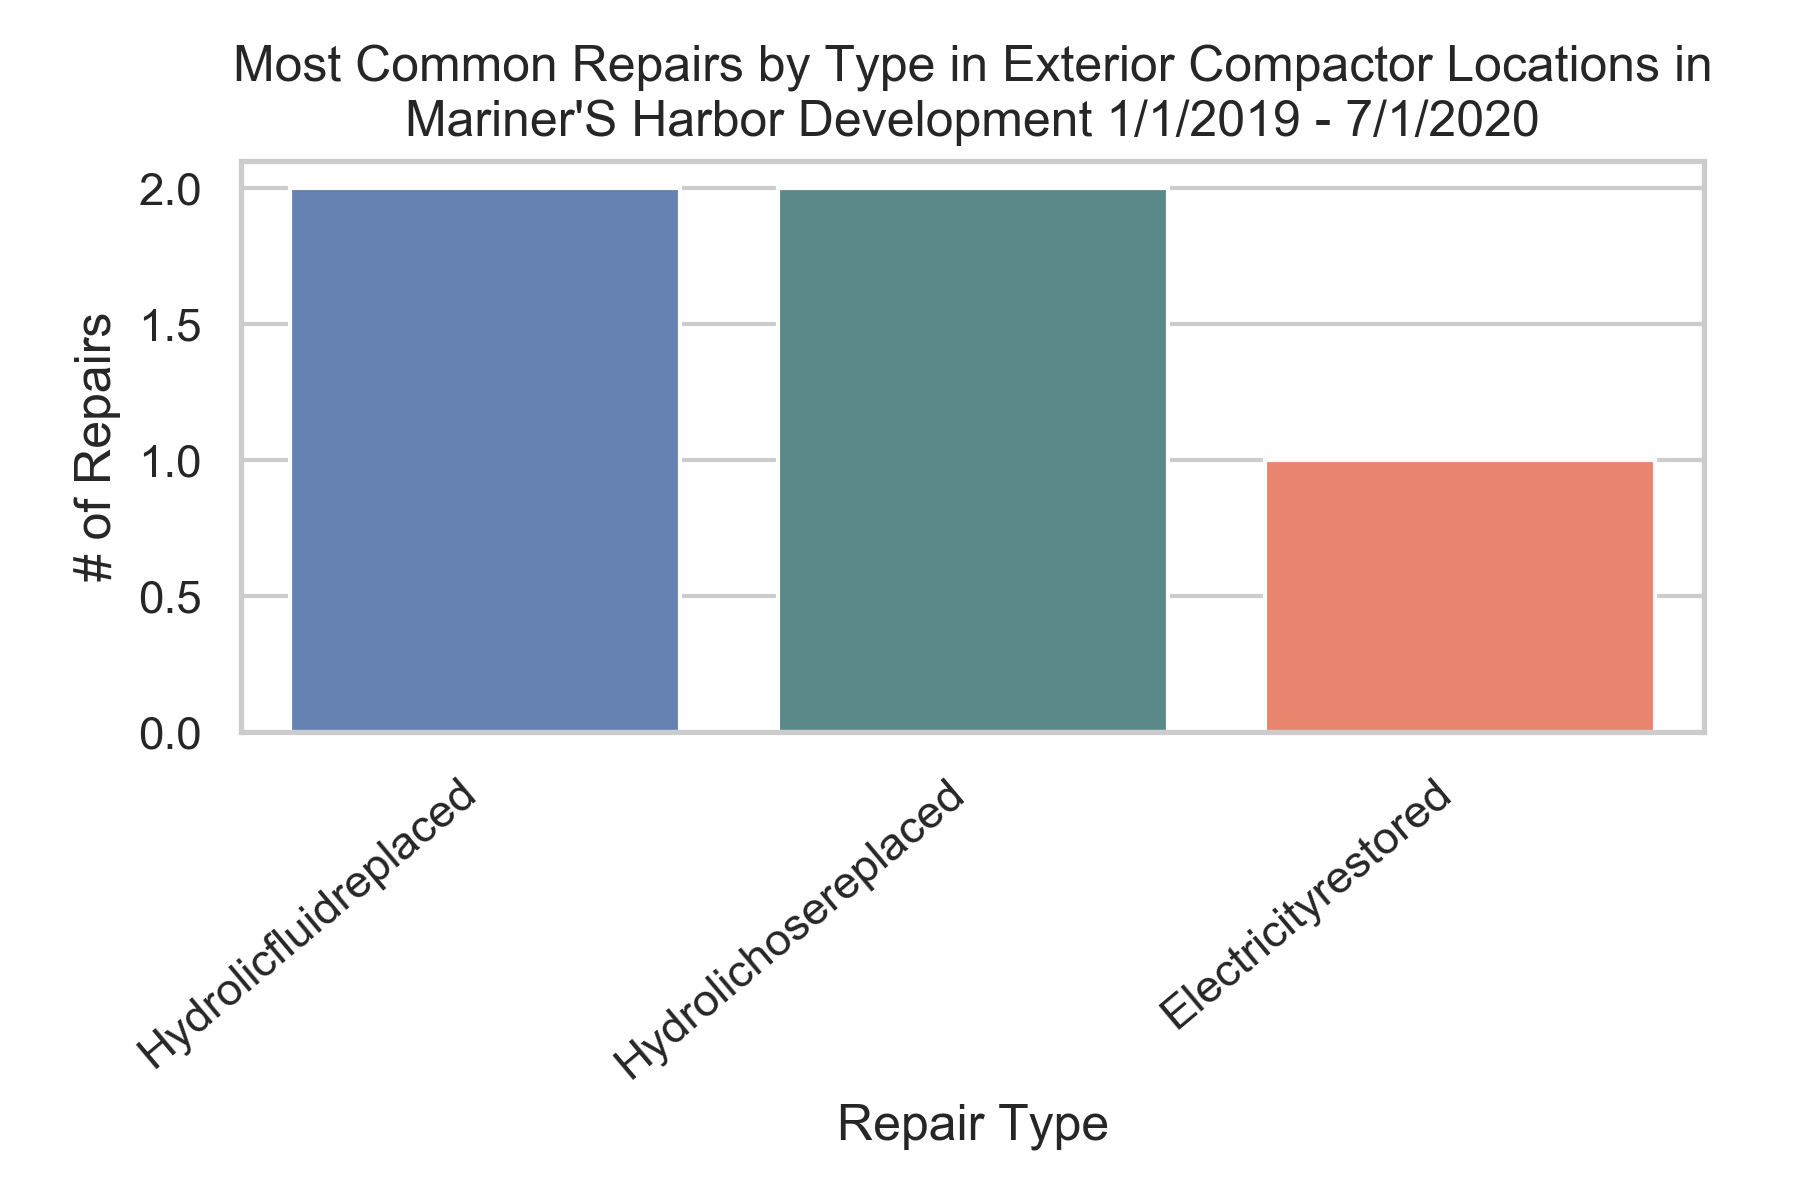 Most Common Repairs by Type in Exterior Compactor Locations in
Mariner'S Harbor Development 1/1/2019 - 7/1/2020
# of Repairs
2.0
1.5
1.0
0.5
0.0
Hydrolicfluidreplaced
Hydrolichosereplaced
Electricityrestored
Repair Type